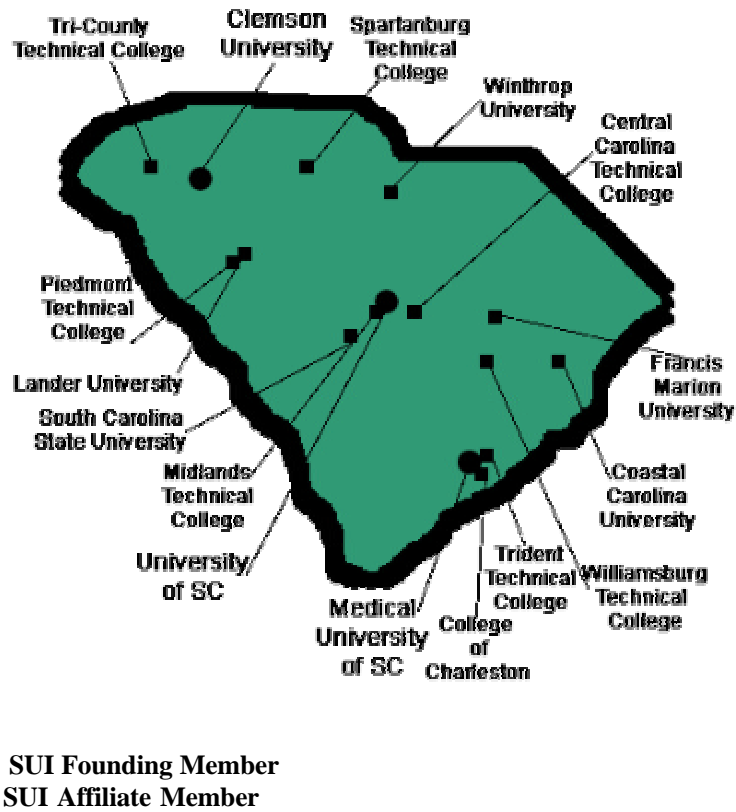 Tri-County
Technical College
Clemson
University
Spartanburg
Technical
College
Winthrop
University
Central
Carolina
Technical
College
Piedmont
Technical
College
Lander University
South Carolina
State University
Midlands
Technical
College
University
of SC
Medical
University
of SC
College
of
Charleston
Trident
Technical
College
Williamsburg
Technical
College
Coastal
Carolina
University
Francis
Marion
University
SUI Founding Member
SUI Affiliate Member